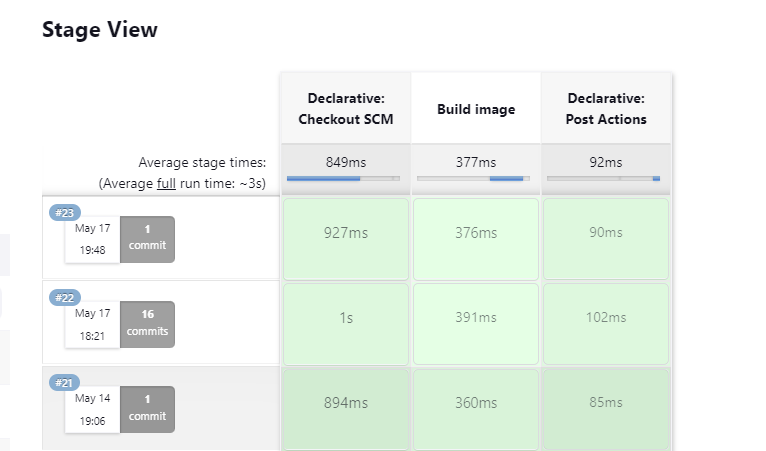 Stage View
Declarative:
Checkout SCM
Build image
Declarative:
Post Actions
Average stage times:
(Average full run time: ~3s)
849ms
377ms
92ms
#23
May 17
19:48
1
commit
927ms
376ms
90ms
#22
May 17
18:21
16
commits
1s
391ms
102ms
#21
May 14
19:06
1
commit
894ms
360ms
85ms